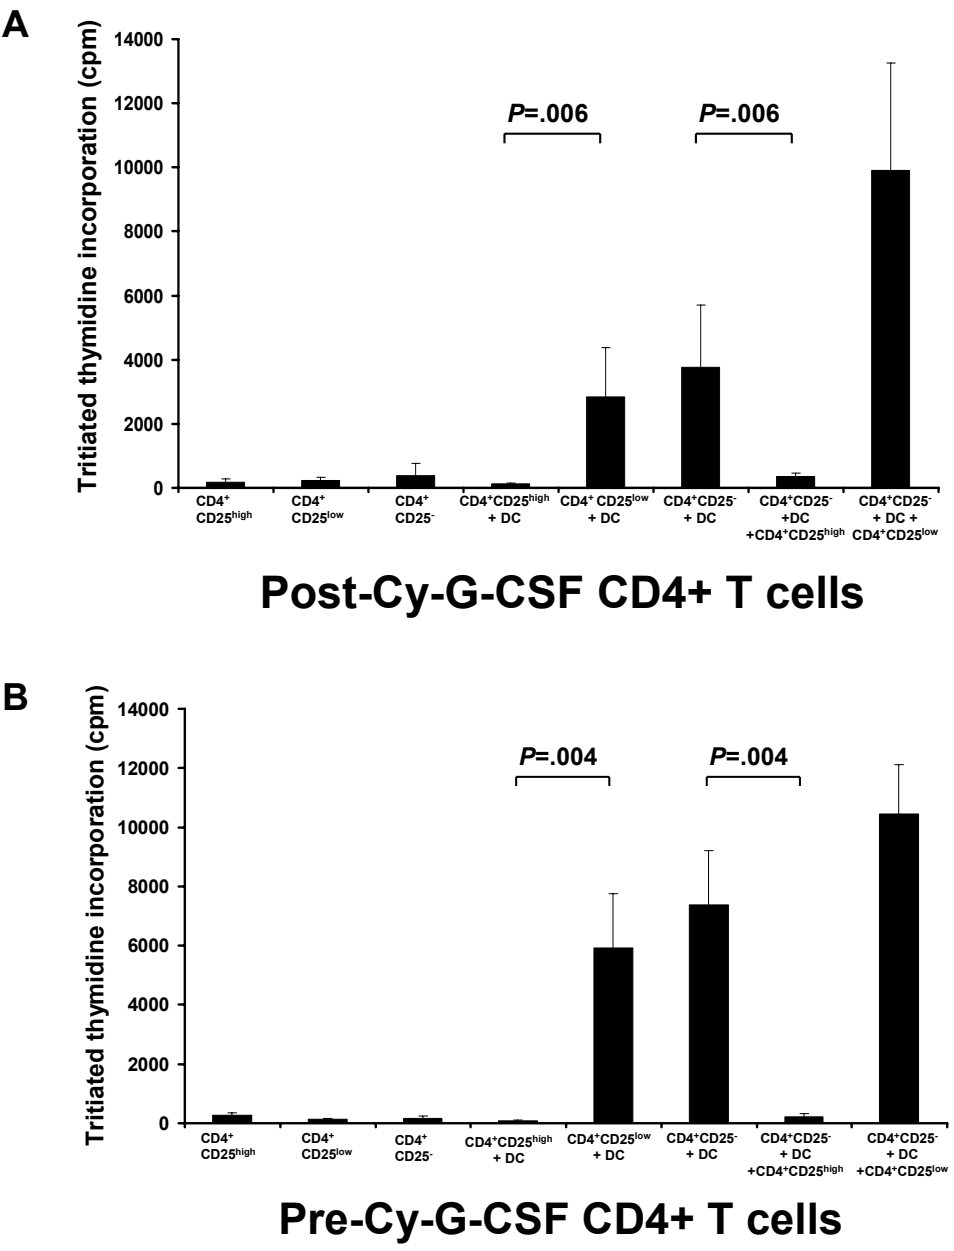 A
Tritiated thymidine incorporation (cpm)
14000
12000
10000
8000
6000
4000
2000
0
P=.006
P=.006
CD4+
CD25high
CD4+
CD25low
CD4+
CD25-
CD4+CD25high
+ DC
CD4+ CD25low
+ DC
CD4+CD25-
+ DC
CD4+CD25-
+DC
+CD4+CD25high
CD4+CD25-
+ DC +
CD4+CD25low
Post-Cy-G-CSF CD4+ T cells
B
Tritiated thymidine incorporation (cpm)
14000
12000
10000
8000
6000
4000
2000
0
P=.004
P=.004
CD4+
CD25high
CD4+
CD25low
CD4+
CD25-
CD4+CD25high
+ DC
CD4+CD25low
+ DC
CD4+CD25-
+ DC
CD4+CD25-
+ DC
+CD4+CD25high
CD4+CD25-
+ DC
+CD4+CD25low
Pre-Cy-G-CSF CD4+ T cells